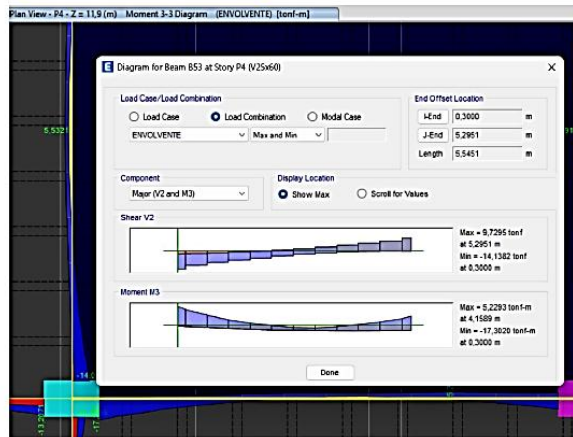 Plan View - P4 - Z = 11,9 (m) Moment 3-3 Diagram (ENVOLVENTE) [tonf-m]
Diagram for Beam B53 at Story P4 (V25x60)
Load Case/Load Combination
Load Case
Load Combination
Modal Case
ENVOLVENTE
Max and Min
End Offset Location
I-End
0,3000
m
J-End
5,2951
m
Length
5,5451
m
Component
Major (V2 and M3)
Display Location
Show Max
Scroll for Values
Shear V2
Max = 9,7295 tonf
at 5,2951 m
Min = -14,1382 tonf
at 0,3000 m
Moment M3
Max = 5,2293 tonf-m
at 4,1589 m
Min = -17,3020 tonf-m
at 0,3000 m
Done
5,5321
-13,2071